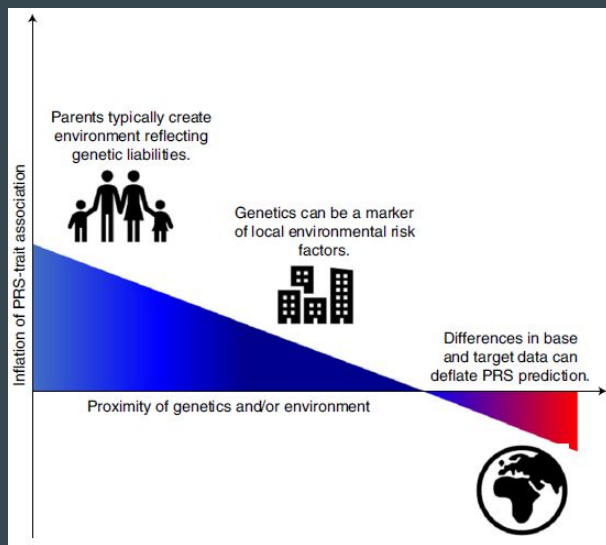 Parents typically create
environment reflecting
genetic liabilities.
Genetics can be a marker
of local environmental risk
factors.
Differences in base
and target data can
deflate PRS prediction.
Inflation of PRS-trait association
Proximity of genetics and/or environment